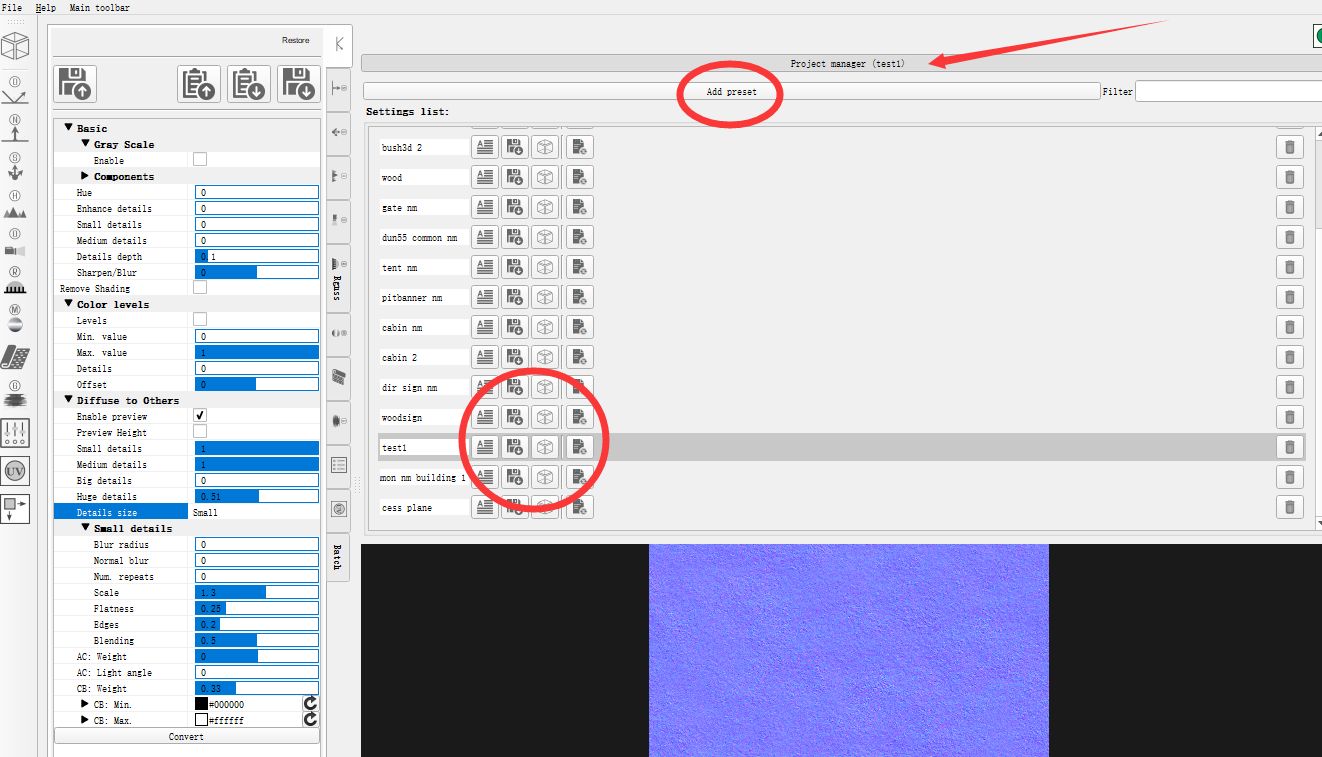 File Help Main toolbar
Restore
Project manager (test1)
Add preset
Filter
Settings list:
bush3d 2
wood
gate nm
dun55 common nm
tent nm
pitbanner nm
cabin nm
cabin 2
dir sign nm
woodsign
test1
mon nm building 1
cess plane
Basic
Gray Scale
Enable
Components
Hue 0
Enhance details 0
Small details 0
Medium details 0
Details depth 0.1
Sharpen/Blur 0
Remove Shading
Color levels
Levels
Min. value 0
Max. value 1
Details 0
Offset 0
Diffuse to Others
Enable preview
Preview Height
Small details 1
Medium details 1
Big details 0
Huge details 0.51
Details size Small
Small details
Blur radius 0
Normal blur 0
Num. repeats 0
Scale 1.3
Flatness 0.25
Edges 0.2
Blending 0.5
AC: Weight 0
AC: Light angle 0
CB: Weight 0.33
CB: Min. #000000
CB: Max. #ffffff
Convert
Batch
D
N
S
H
O
R
M
G
UV